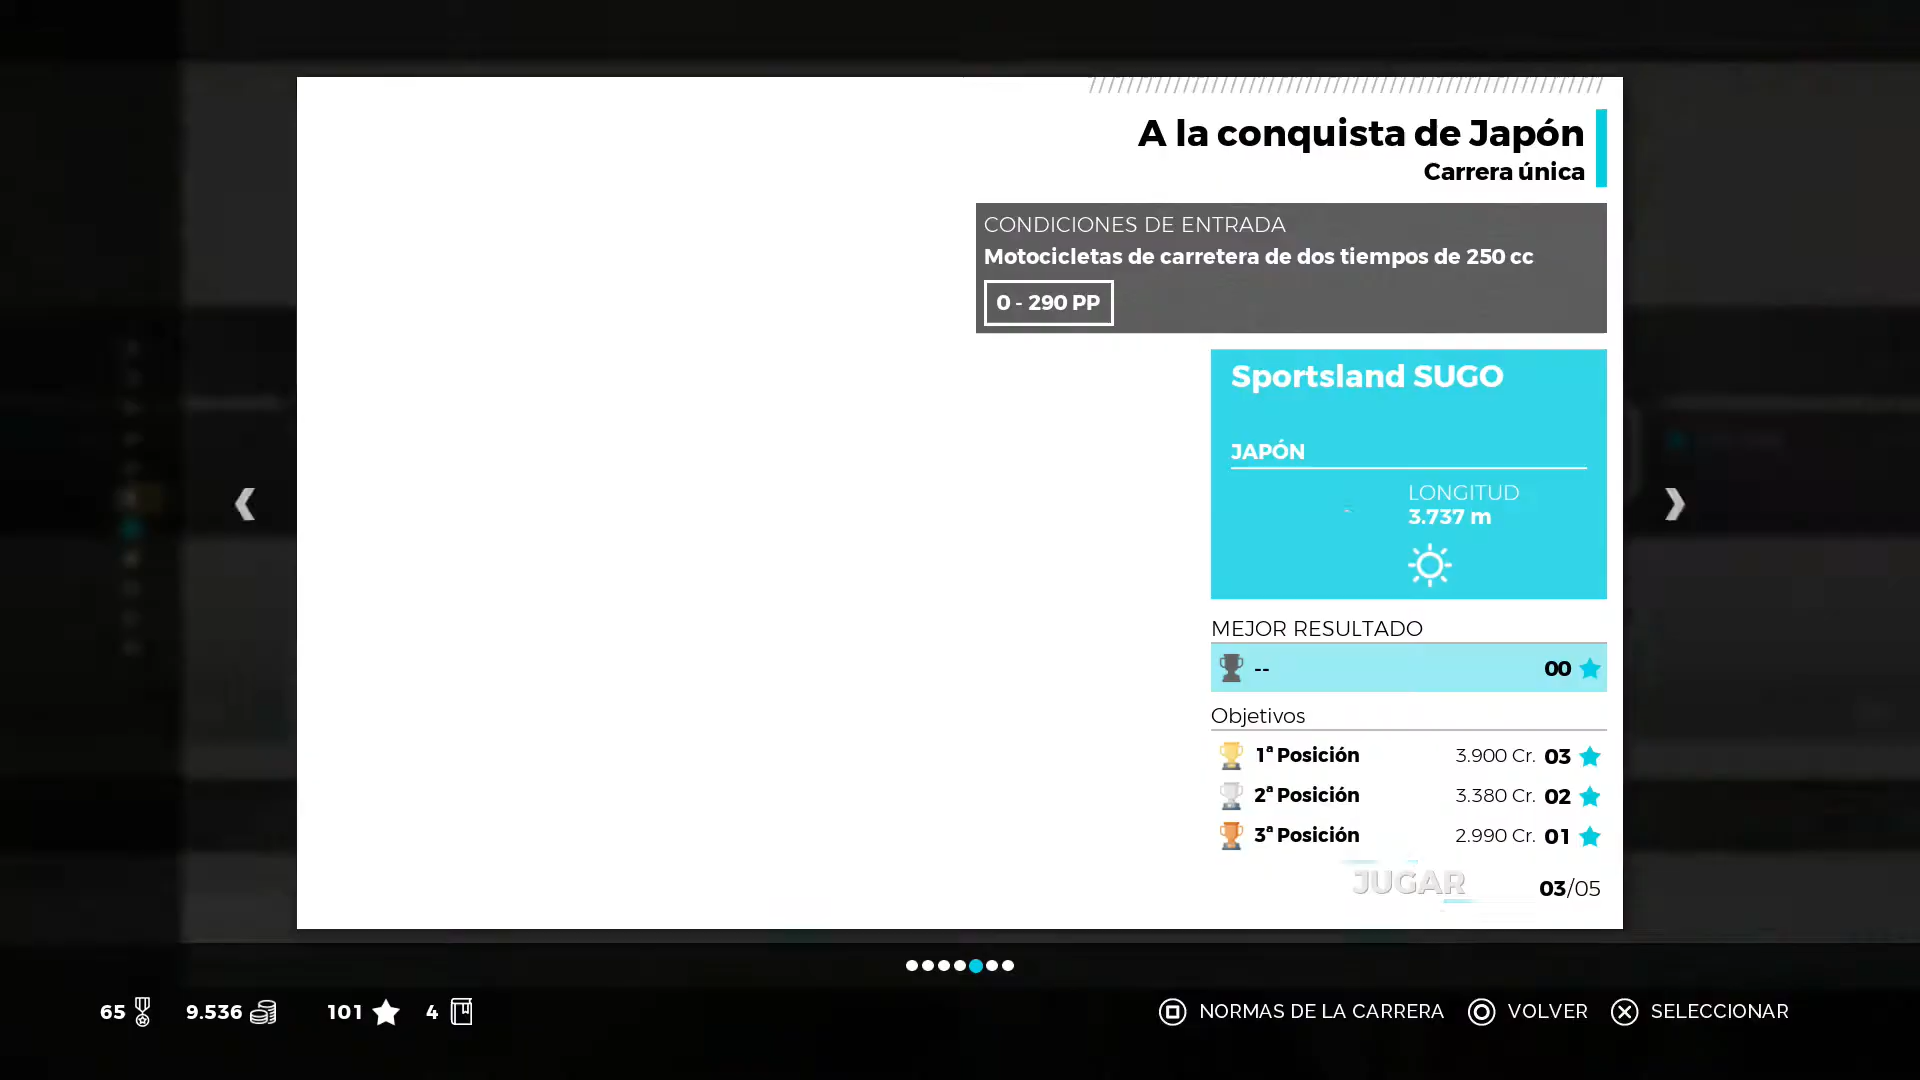 A la conquista de Japón
Carrera única
CONDICIONES DE ENTRADA
Motocicletas de carretera de dos tiempos de 250 cc
0 - 290 PP
Sportsland SUGO
JAPÓN
LONGITUD
3.737 m
MEJOR RESULTADO
-- 00
Objetivos
1ª Posición 3.900 Cr. 03
2ª Posición 3.380 Cr. 02
3ª Posición 2.990 Cr. 01
JUGAR
03/05
65 9.536 101 4
NORMAS DE LA CARRERA VOLVER SELECCIONAR